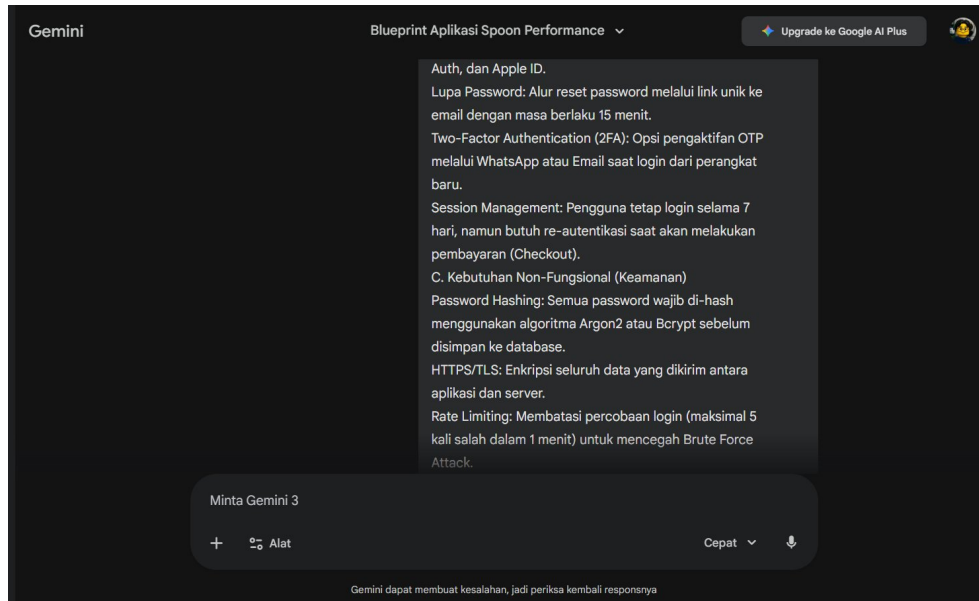 Gemini
Blueprint Aplikasi Spoon Performance
Upgrade ke Google AI Plus
Auth, dan Apple ID.
Lupa Password: Alur reset password melalui link unik ke
email dengan masa berlaku 15 menit.
Two-Factor Authentication (2FA): Opsi pengaktifan OTP
melalui WhatsApp atau Email saat login dari perangkat
baru.
Session Management: Pengguna tetap login selama 7
hari, namun butuh re-autentikasi saat akan melakukan
pembayaran (Checkout).
C. Kebutuhan Non-Fungsional (Keamanan)
Password Hashing: Semua password wajib di-hash
menggunakan algoritma Argon2 atau Bcrypt sebelum
disimpan ke database.
HTTPS/TLS: Enkripsi seluruh data yang dikirim antara
aplikasi dan server.
Rate Limiting: Membatasi percobaan login (maksimal 5
kali salah dalam 1 menit) untuk mencegah Brute Force
Attack.
Minta Gemini 3
Alat
Cepat
Gemini dapat membuat kesalahan, jadi periksa kembali responsnya